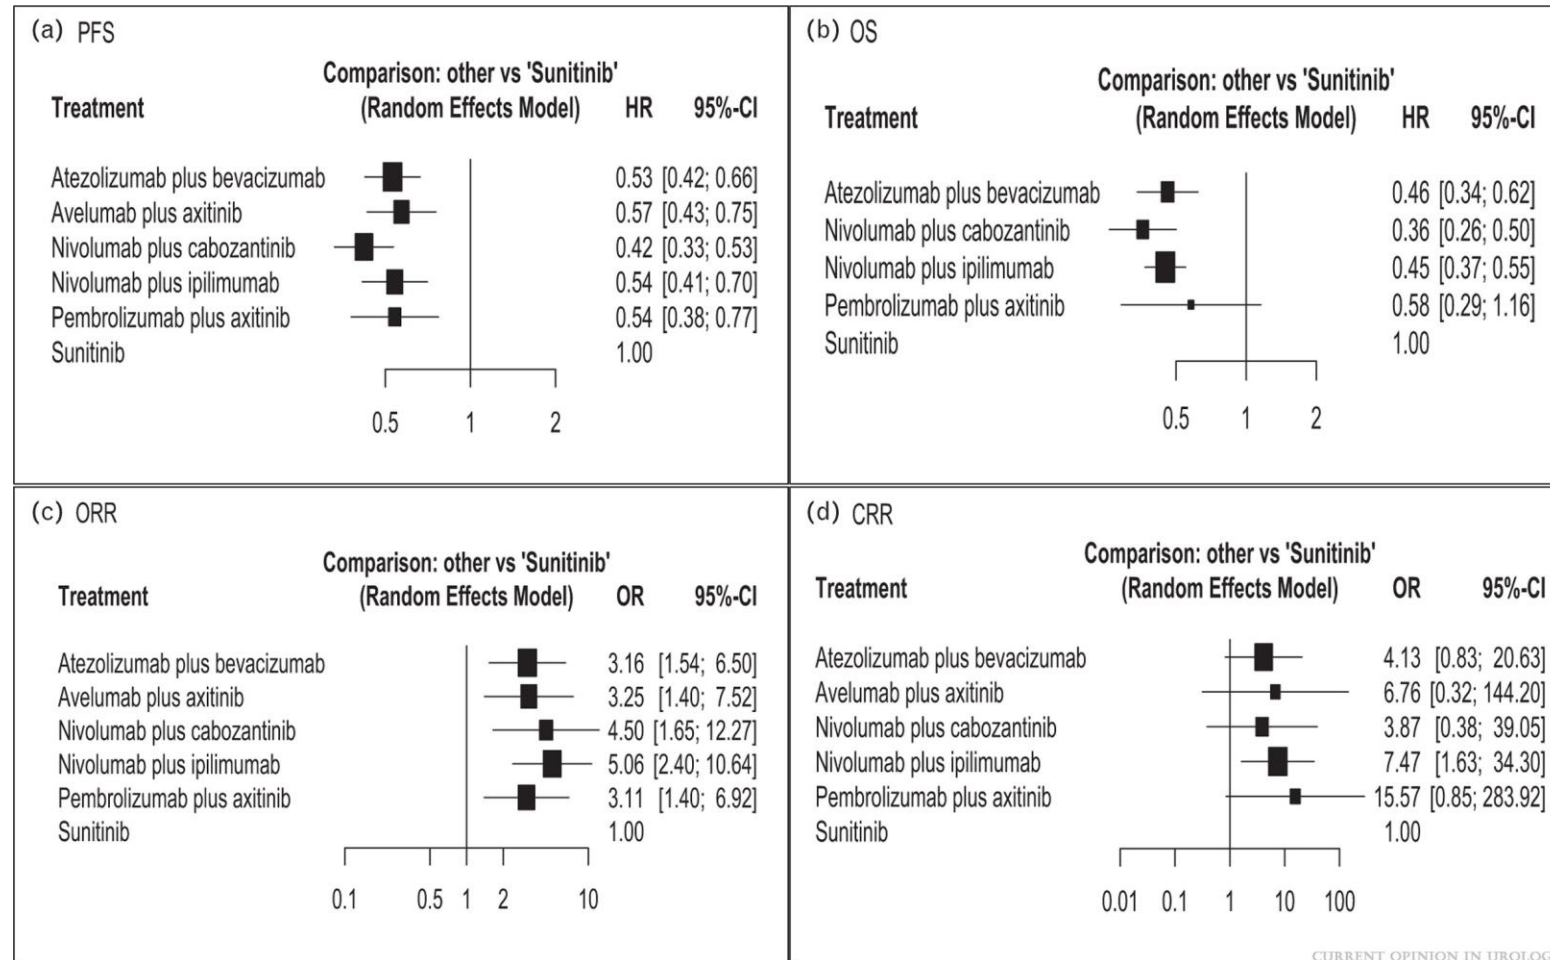 (a) PFS
Comparison: other vs 'Sunitinib'
Treatment (Random Effects Model) HR 95%-CI
Atezolizumab plus bevacizumab 0.53 [0.42; 0.66]
Avelumab plus axitinib 0.57 [0.43; 0.75]
Nivolumab plus cabozantinib 0.42 [0.33; 0.53]
Nivolumab plus ipilimumab 0.54 [0.41; 0.70]
Pembrolizumab plus axitinib 0.54 [0.38; 0.77]
Sunitinib 1.00
0.5 1 2
(b) OS
Comparison: other vs 'Sunitinib'
Treatment (Random Effects Model) HR 95%-CI
Atezolizumab plus bevacizumab 0.46 [0.34; 0.62]
Nivolumab plus cabozantinib 0.36 [0.26; 0.50]
Nivolumab plus ipilimumab 0.45 [0.37; 0.55]
Pembrolizumab plus axitinib 0.58 [0.29; 1.16]
Sunitinib 1.00
0.5 1 2
(c) ORR
Comparison: other vs 'Sunitinib'
Treatment (Random Effects Model) OR 95%-CI
Atezolizumab plus bevacizumab 3.16 [1.54; 6.50]
Avelumab plus axitinib 3.25 [1.40; 7.52]
Nivolumab plus cabozantinib 4.50 [1.65; 12.27]
Nivolumab plus ipilimumab 5.06 [2.40; 10.64]
Pembrolizumab plus axitinib 3.11 [1.40; 6.92]
Sunitinib 1.00
0.1 0.5 1 2 10
(d) CRR
Comparison: other vs 'Sunitinib'
Treatment (Random Effects Model) OR 95%-CI
Atezolizumab plus bevacizumab 4.13 [0.83; 20.63]
Avelumab plus axitinib 6.76 [0.32; 144.20]
Nivolumab plus cabozantinib 3.87 [0.38; 39.05]
Nivolumab plus ipilimumab 7.47 [1.63; 34.30]
Pembrolizumab plus axitinib 15.57 [0.85; 283.92]
Sunitinib 1.00
0.01 0.1 1 10 100
CURRENT OPINION IN UROLOG